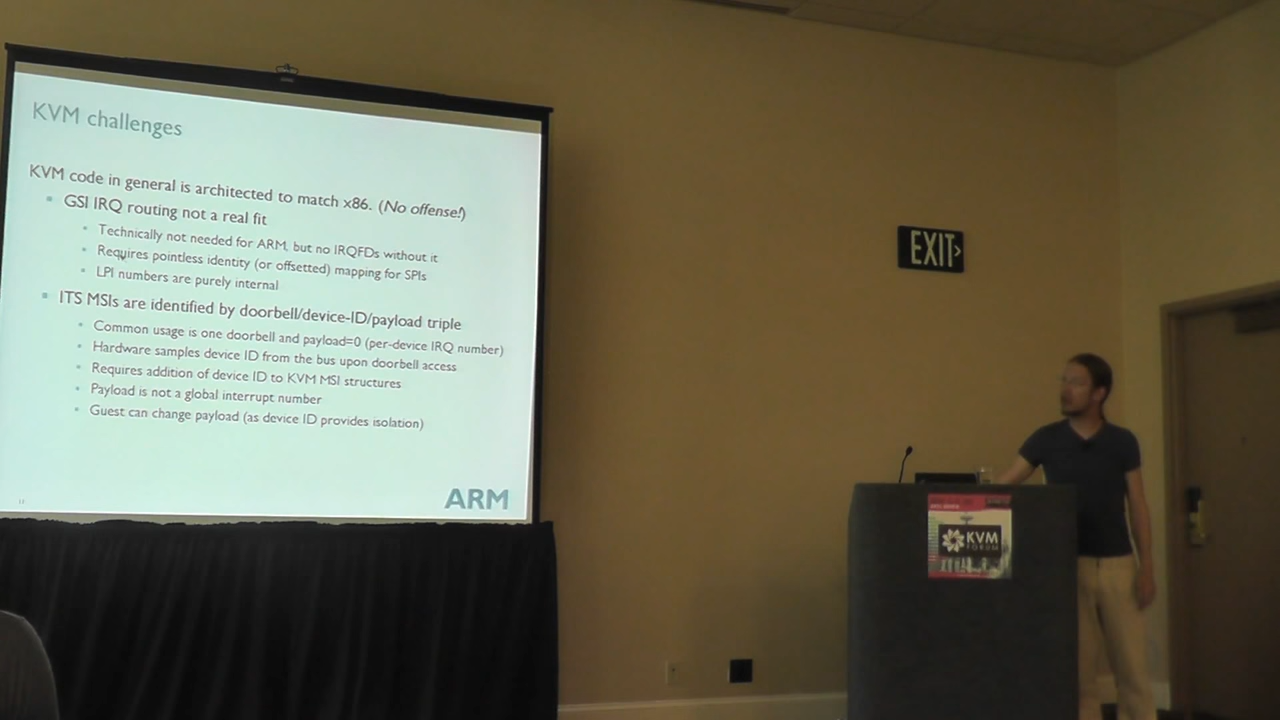 KVM challenges
KVM code in general is architected to match x86. (No offense!)
GSI IRQ routing not a real fit
Technically not needed for ARM, but no IRQFDs without it
Requires pointless identity (or offsetted) mapping for SPIs
LPI numbers are purely internal
ITS MSIs are identified by doorbell/device-ID/payload triple
Common usage is one doorbell and payload=0 (per-device IRQ number)
Hardware samples device ID from the bus upon doorbell access
Requires addition of device ID to KVM MSI structures
Payload is not a global interrupt number
Guest can change payload (as device ID provides isolation)
ARM
EXIT
KVM
FORUM